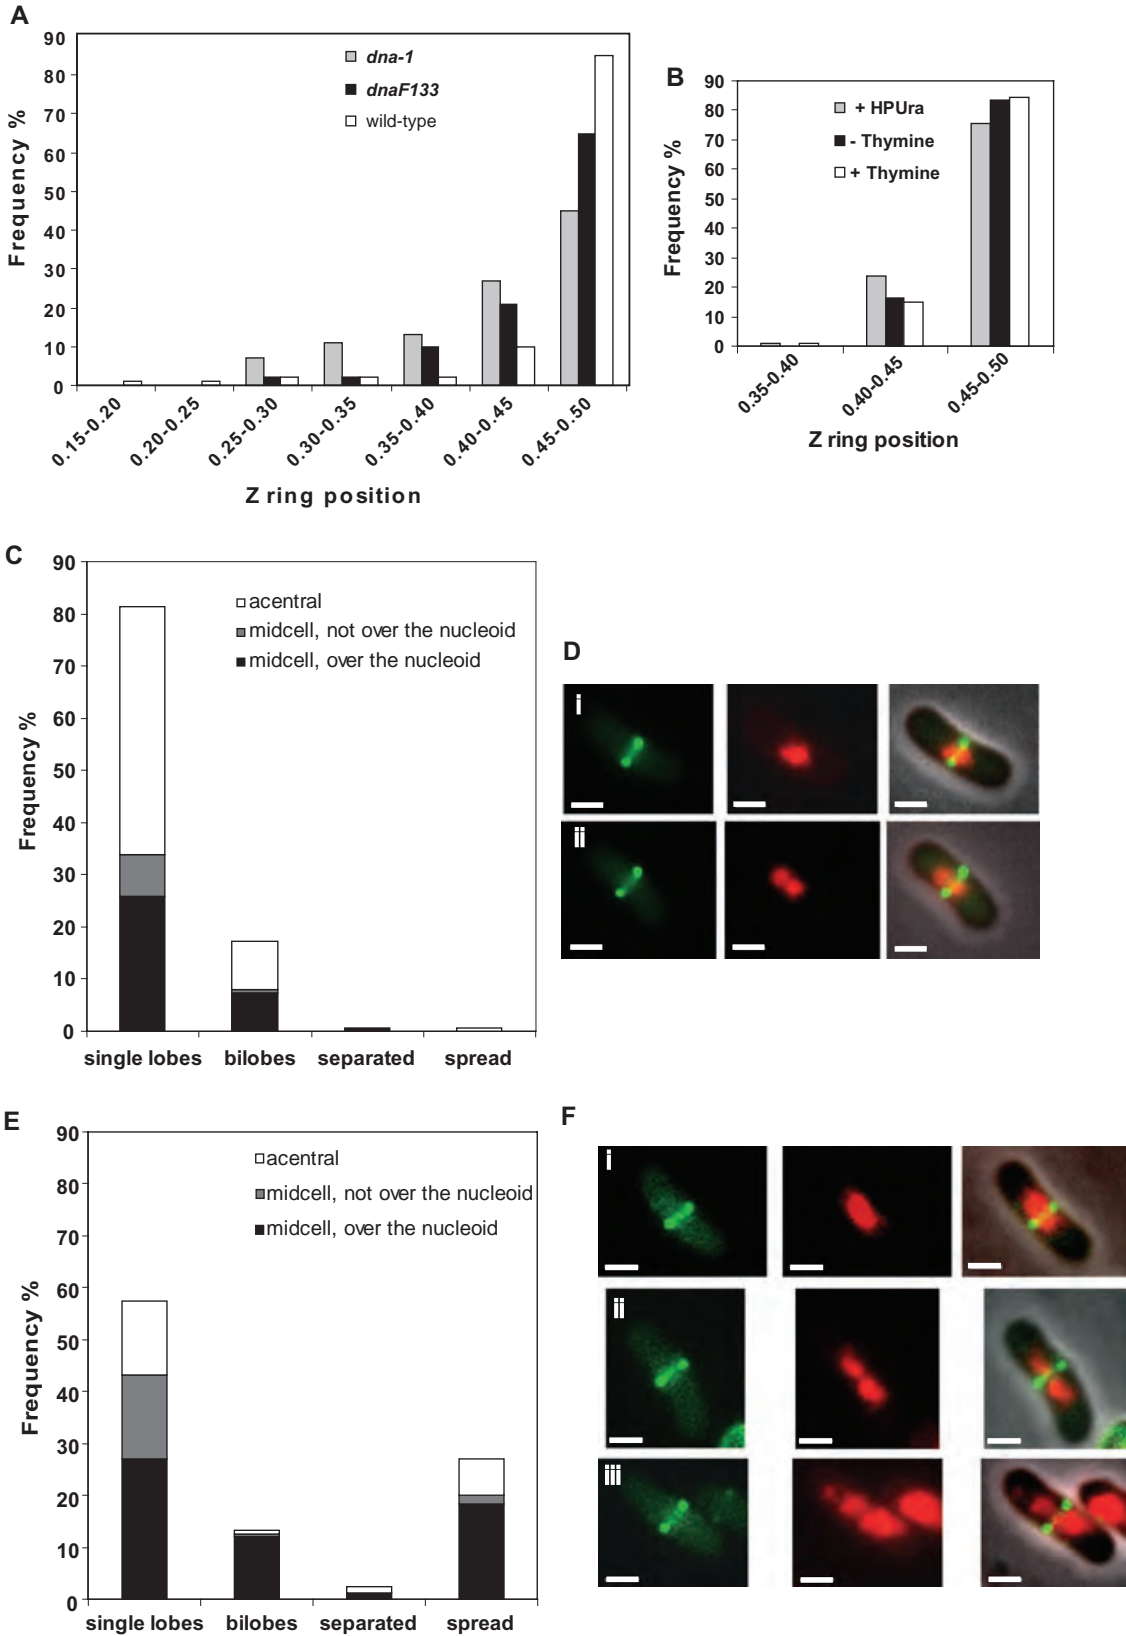 A
90
80
70
60
50
40
30
20
10
0
Frequency %
dna-1
dnaF133
wild-type
0.15-0.20
0.20-0.25
0.25-0.30
0.30-0.35
0.35-0.40
0.40-0.45
0.45-0.50
Z ring position
B
90
80
70
60
50
40
30
20
10
0
Frequency %
+ HPUra
- Thymine
+ Thymine
0.35-0.40
0.40-0.45
0.45-0.50
Z ring position
C
90
80
70
60
50
40
30
20
10
0
Frequency %
acentral
midcell, not over the nucleoid
midcell, over the nucleoid
single lobes
bilobes
separated
spread
D
i
ii
E
90
80
70
60
50
40
30
20
10
0
Frequency %
acentral
midcell, not over the nucleoid
midcell, over the nucleoid
single lobes
bilobes
separated
spread
F
i
ii
iii